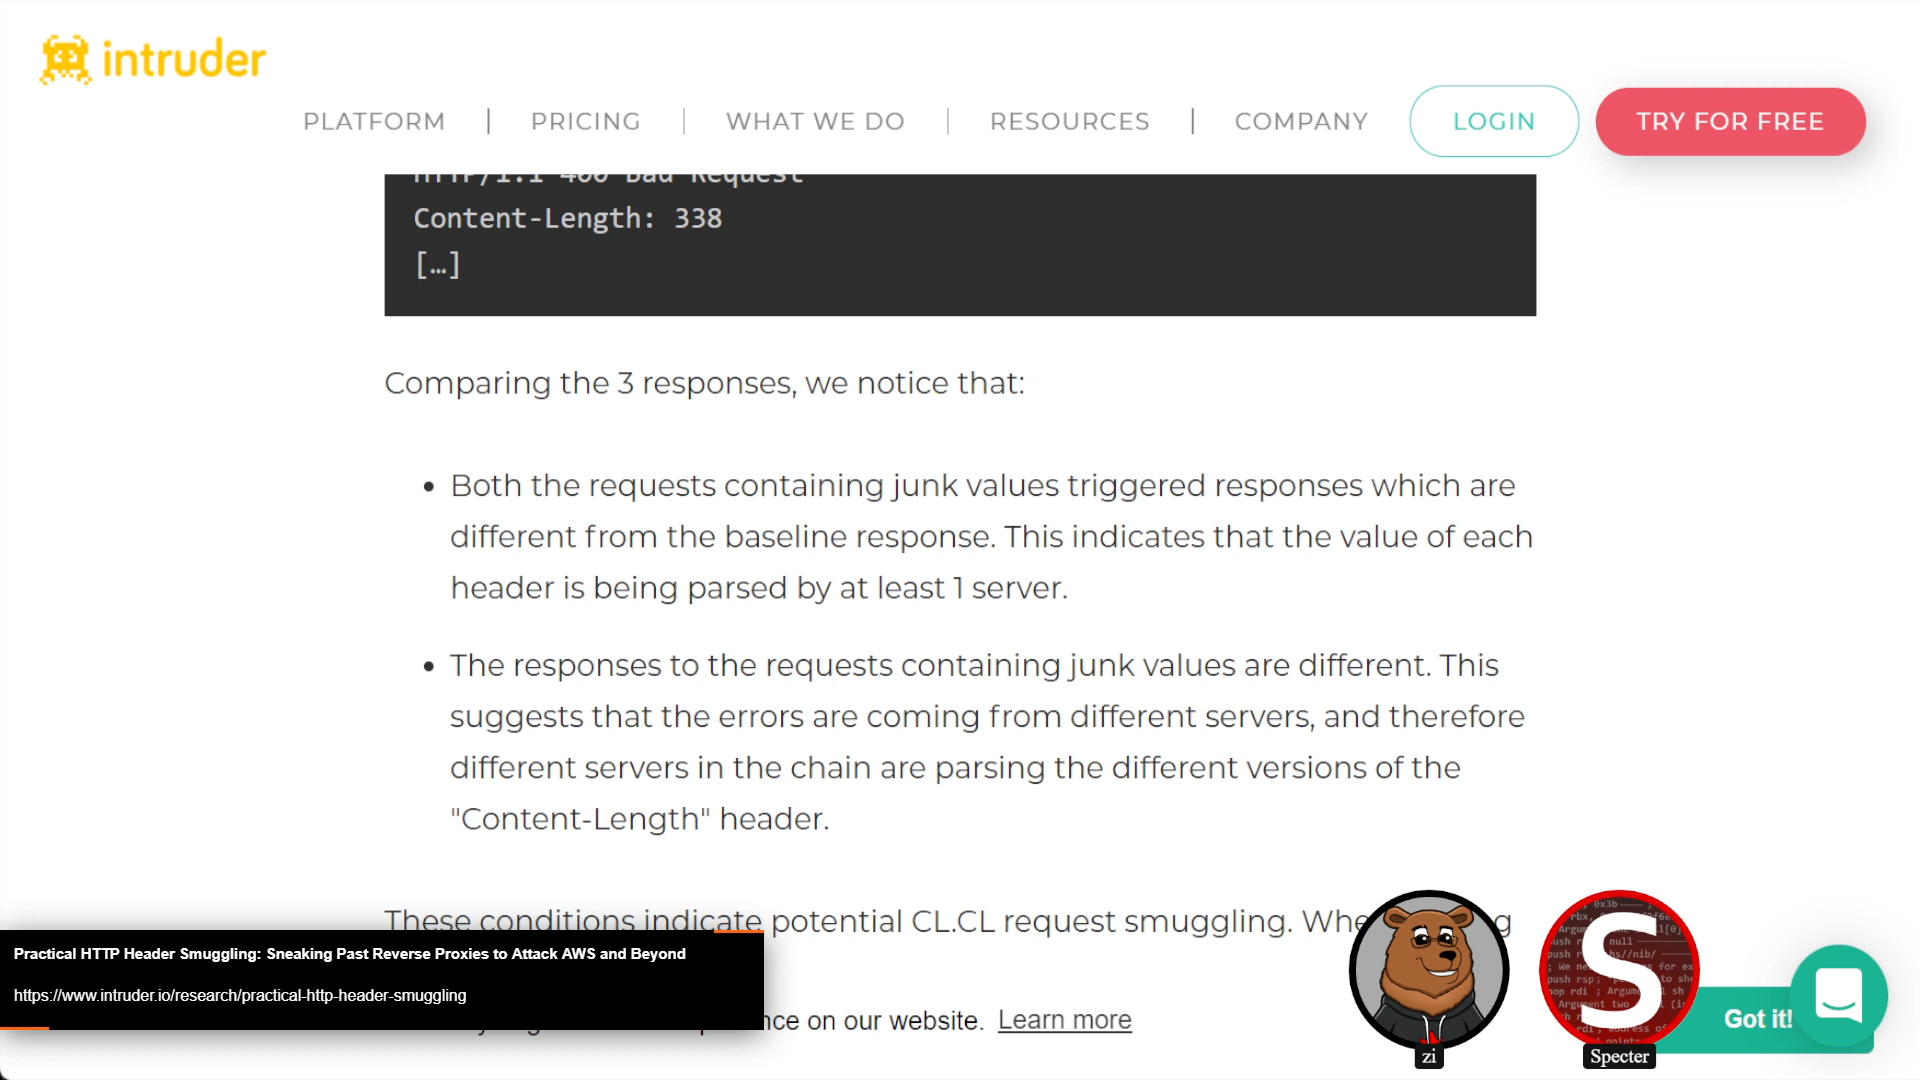 intruder
PLATFORM | PRICING | WHAT WE DO | RESOURCES | COMPANY
LOGIN
TRY FOR FREE
HTTP/1.1 400 Bad Request
Content-Length: 338
[…]
Comparing the 3 responses, we notice that:
• Both the requests containing junk values triggered responses which are
different from the baseline response. This indicates that the value of each
header is being parsed by at least 1 server.
• The responses to the requests containing junk values are different. This
suggests that the errors are coming from different servers, and therefore
different servers in the chain are parsing the different versions of the
"Content-Length" header.
These conditions indicate potential CL.CL request smuggling.
Practical HTTP Header Smuggling: Sneaking Past Reverse Proxies to Attack AWS and Beyond
https://www.intruder.io/research/practical-http-header-smuggling
on our website. Learn more
Got it!
zi
S
Specter